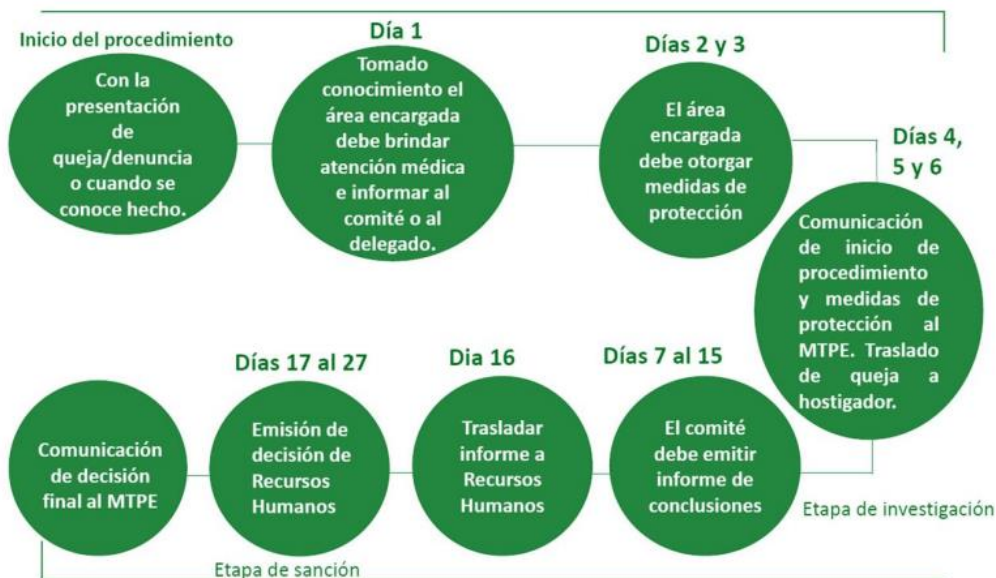 Inicio del procedimiento
Con la
presentación
de
queja/denuncia
o cuando se
conoce hecho.
Día 1
Tomado
conocimiento el
área encargada
debe brindar
atención médica
e informar al
comité o al
delegado.
Días 2 y 3
El área
encargada
debe otorgar
medidas de
protección
Días 4,
5 y 6
Comunicación
de inicio de
procedimiento
y medidas de
protección al
MTPE. Traslado
de queja a
hostigador.
Etapa de investigación
Días 7 al 15
El comité
debe emitir
informe de
conclusiones
Dia 16
Trasladar
informe a
Recursos
Humanos
Días 17 al 27
Emisión de
decisión de
Recursos
Humanos
Etapa de sanción
Comunicación
de decisión
final al MTPE